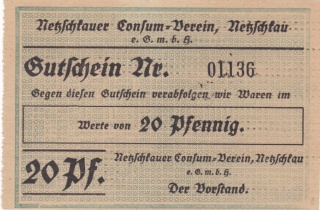 Netzschkauer Consum-Verein, Netzschkau
e. G. m. b. H.
Gutschein Nr. 01136
Gegen diesen Gutschein verabfolgen wir Waren im
Werte von 20 Pfennig.
20 Pf.
Netzschkauer Consum-Verein, Netzschkau
e. G. m. b. H.
Der Vorstand.